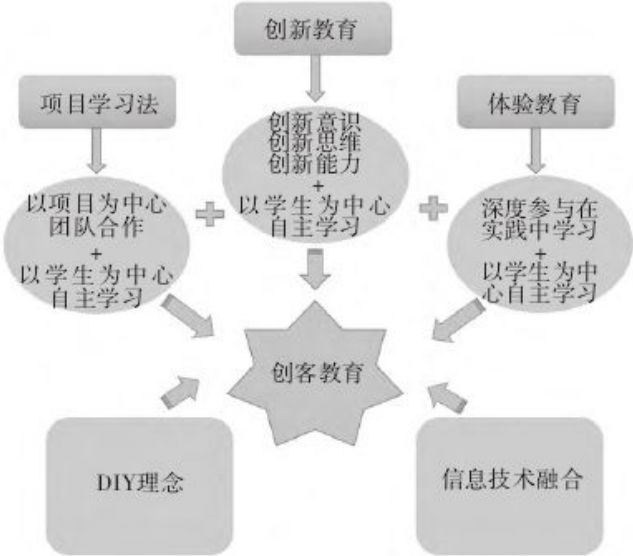 创新教育
项目学习法
体验教育
创新意识
创新思维
创新能力
+
以学生为中心
自主学习
以项目为中心
团队合作
+
以学生为中心
自主学习
深度参与在
实践中学习
+
以学生为中
心自主学习
创客教育
DIY理念
信息技术融合